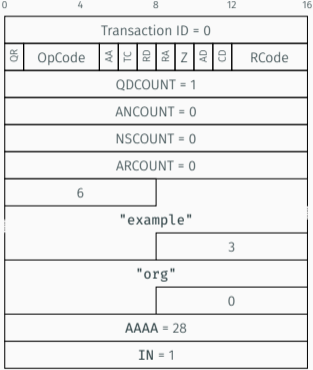 0 4 8 12 16
Transaction ID = 0
QR OpCode AA TC RD RA Z AD CD RCode
QDCOUNT = 1
ANCOUNT = 0
NSCOUNT = 0
ARCOUNT = 0
6
"example"
3
"org"
0
AAAA = 28
IN = 1